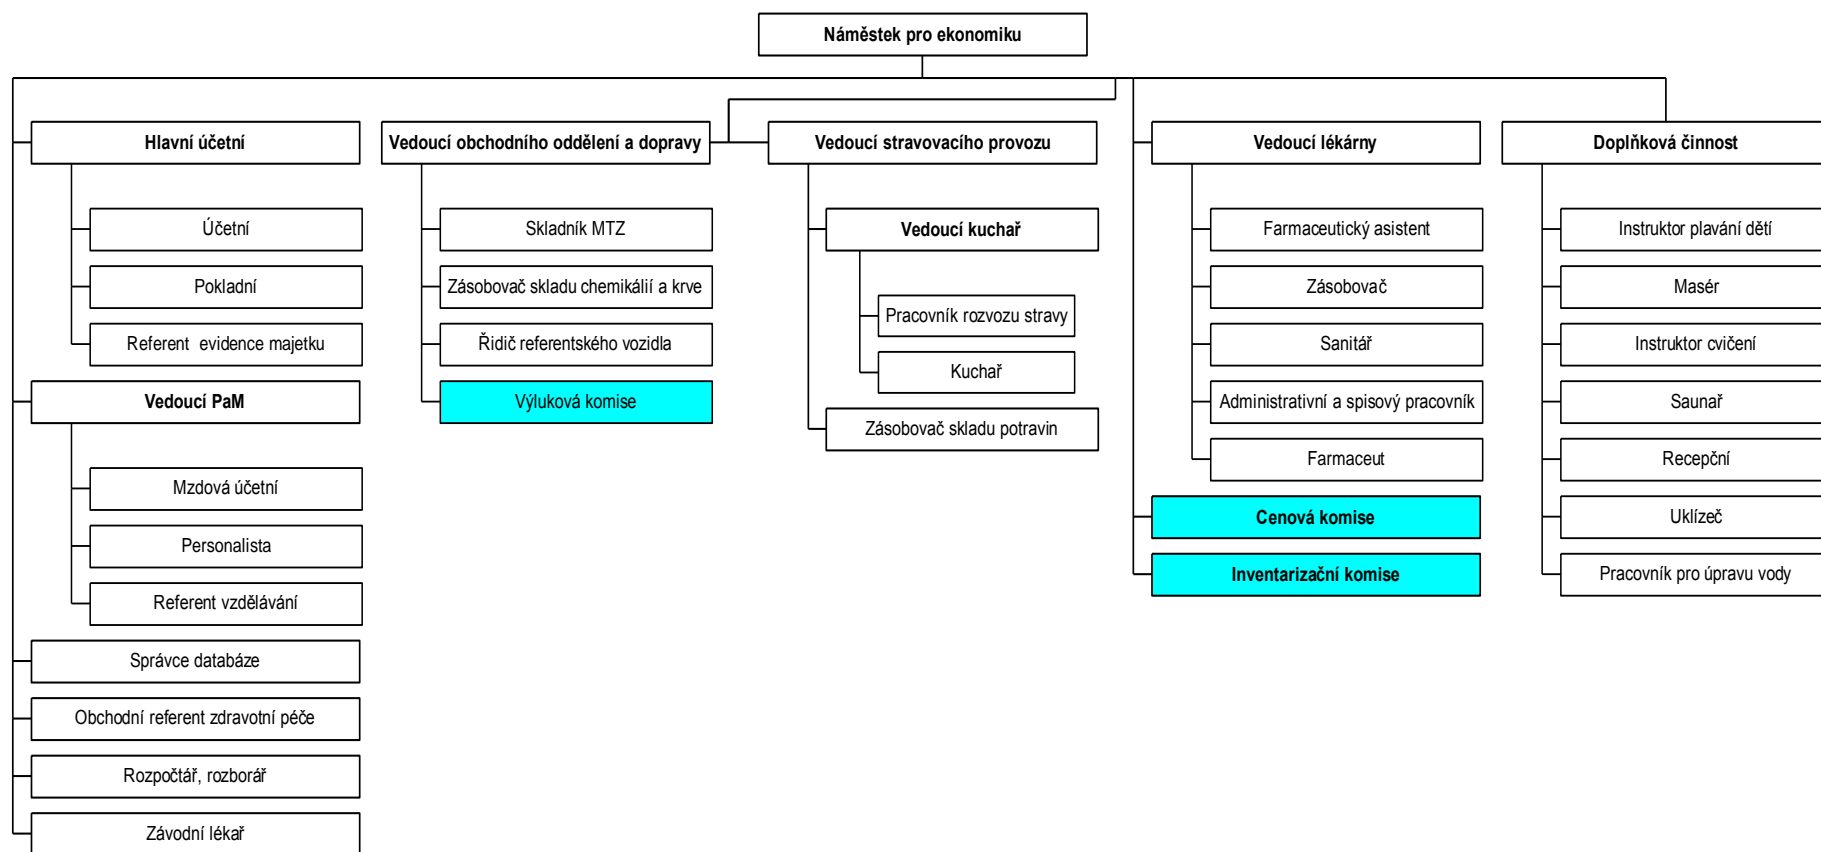 Náměstek pro ekonomiku
Hlavní účetní
Účetní
Pokladní
Referent  evidence majetku
Vedoucí PaM
Mzdová účetní
Personalista
Referent vzdělávání
Správce databáze
Obchodní referent zdravotní péče
Rozpočtář, rozborář
Závodní lékař
Vedoucí obchodního oddělení a dopravy
Skladník MTZ
Zásobovač skladu chemikálií a krve
Řidič referentského vozidla
Výluková komise
Vedoucí stravovacího provozu
Vedoucí kuchař
Pracovník rozvozu stravy
Kuchař
Zásobovač skladu potravin
Vedoucí lékárny
Farmaceutický asistent
Zásobovač
Sanitář
Administrativní a spisový pracovník
Farmaceut
Cenová komise
Inventarizační komise
Doplňková činnost
Instruktor plavání dětí
Masér
Instruktor cvičení
Saunař
Recepční
Uklízeč
Pracovník pro úpravu vody